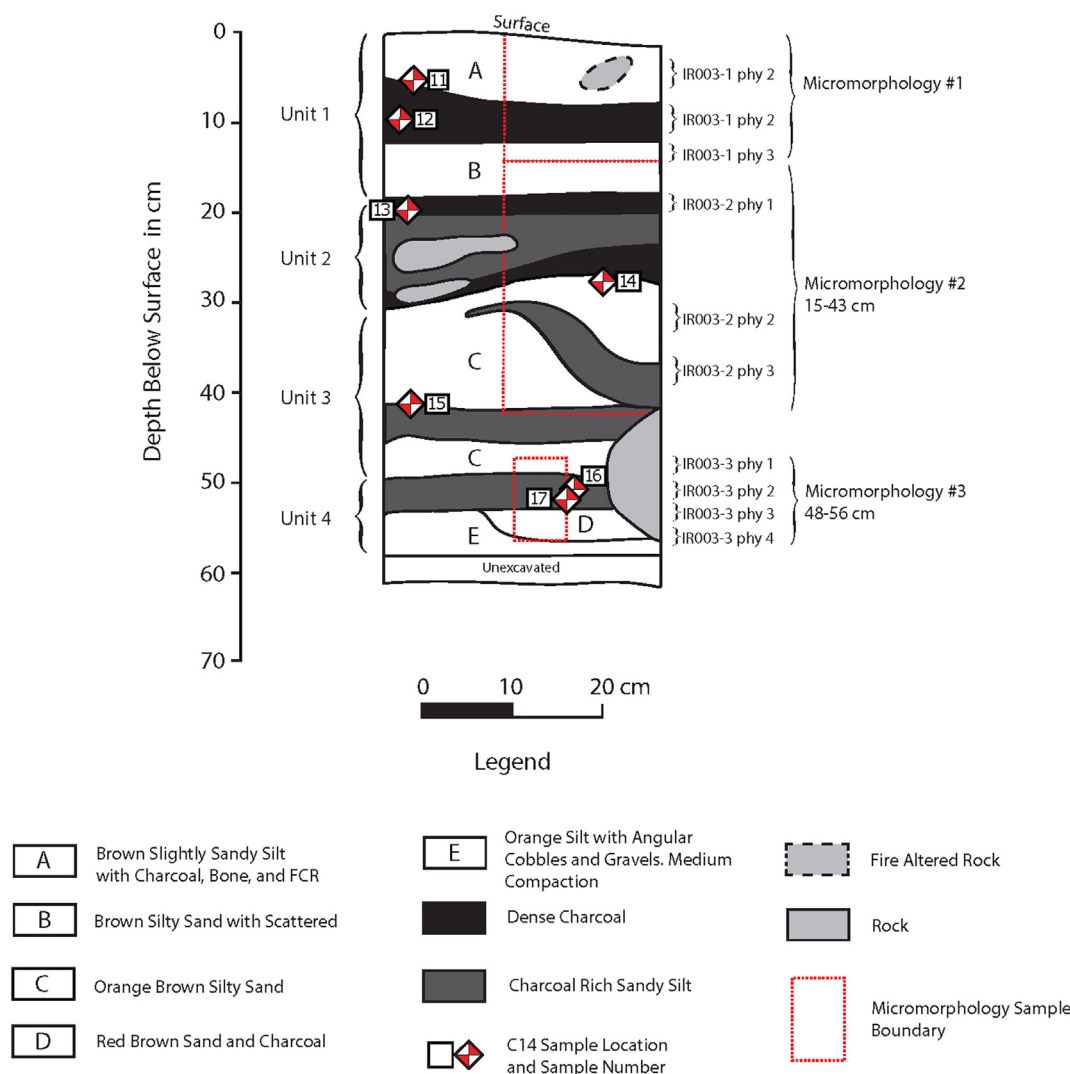 Surface
0
10
20
30
40
50
60
70
Depth Below Surface in cm
Unit 1
Unit 2
Unit 3
Unit 4
A
11
12
B
13
14
C
15
C
16
17
D
E
Unexcavated
IR003-1 phy 2
IR003-1 phy 2
IR003-1 phy 3
IR003-2 phy 1
IR003-2 phy 2
IR003-2 phy 3
IR003-3 phy 1
IR003-3 phy 2
IR003-3 phy 3
IR003-3 phy 4
Micromorphology #1
Micromorphology #2
15-43 cm
Micromorphology #3
48-56 cm
0 10 20 cm
Legend
A
Brown Slightly Sandy Silt
with Charcoal, Bone, and FCR
B
Brown Silty Sand with Scattered
C
Orange Brown Silty Sand
D
Red Brown Sand and Charcoal
E
Orange Silt with Angular
Cobbles and Gravels. Medium
Compaction
Dense Charcoal
Charcoal Rich Sandy Silt
C14 Sample Location
and Sample Number
Fire Altered Rock
Rock
Micromorphology Sample
Boundary